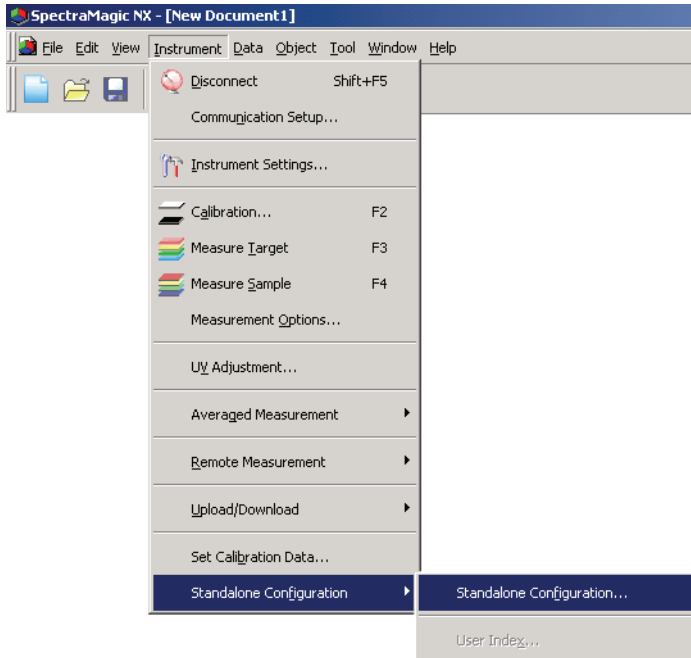 SpectraMagic NX - [New Document1]
File Edit View Instrument Data Object Tool Window Help
Disconnect Shift+F5
Communication Setup...
Instrument Settings...
Calibration... F2
Measure Target F3
Measure Sample F4
Measurement Options...
UV Adjustment...
Averaged Measurement
Remote Measurement
Upload/Download
Set Calibration Data...
Standalone Configuration Standalone Configuration...
User Index...